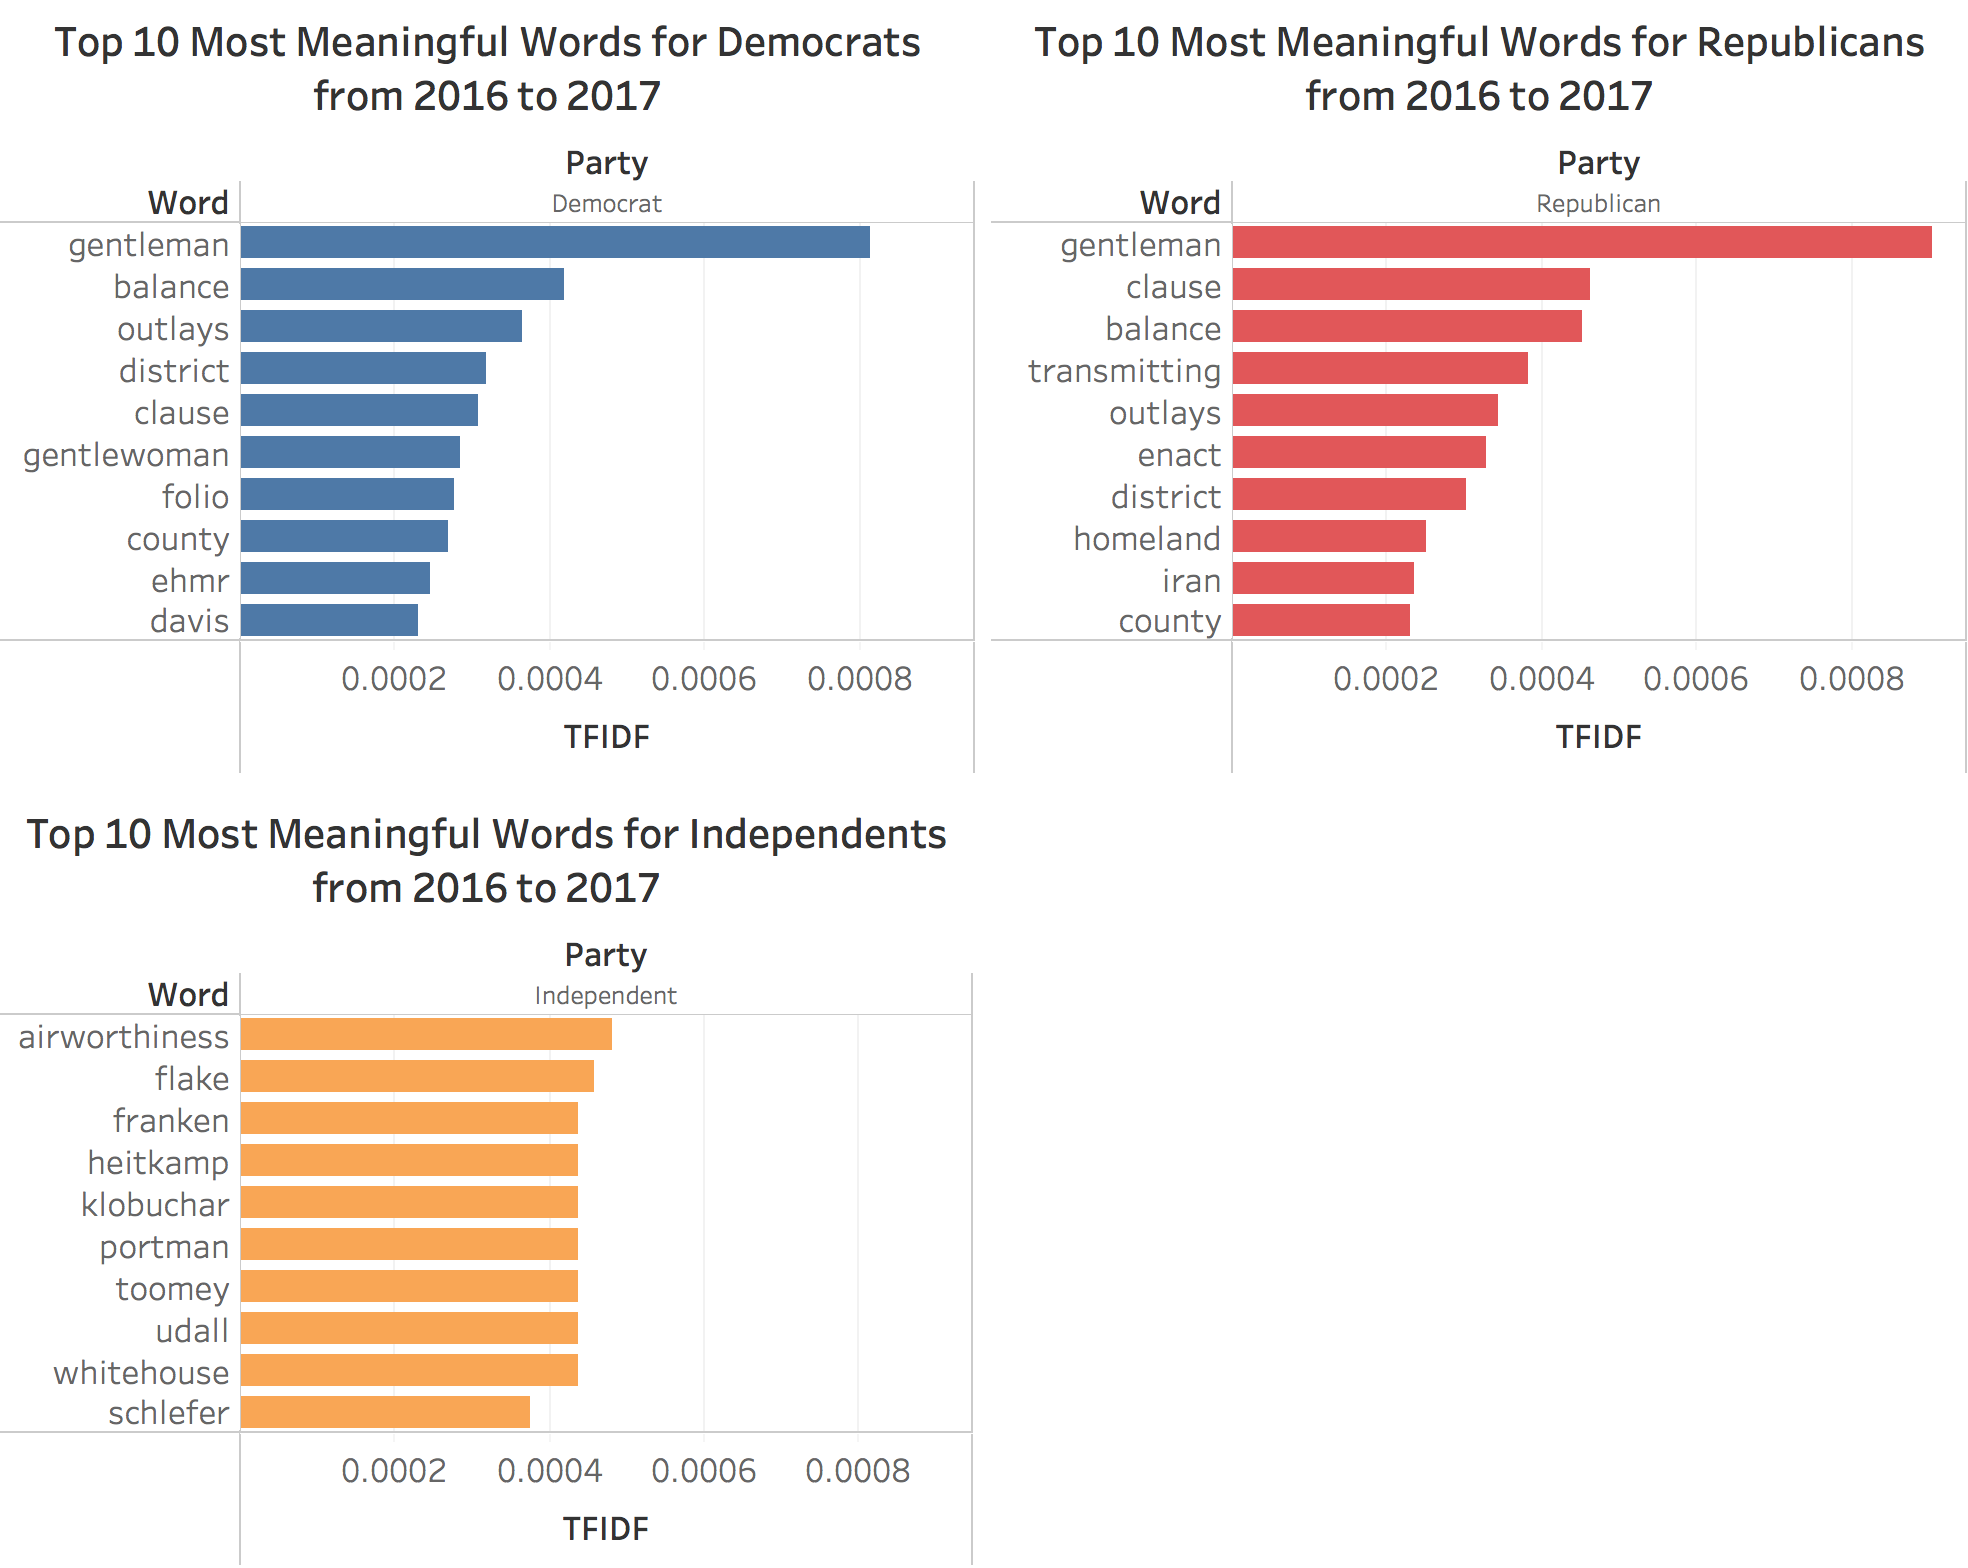 Top 10 Most Meaningful Words for Democrats
from 2016 to 2017
Party
Word
Democrat
gentleman
balance
outlays
district
clause
gentlewoman
folio
county
ehmr
davis
0.0002 0.0004 0.0006 0.0008
TFIDF
Top 10 Most Meaningful Words for Republicans
from 2016 to 2017
Party
Word
Republican
gentleman
clause
balance
transmitting
outlays
enact
district
homeland
iran
county
0.0002 0.0004 0.0006 0.0008
TFIDF
Top 10 Most Meaningful Words for Independents
from 2016 to 2017
Party
Word
Independent
airworthiness
flake
franken
heitkamp
klobuchar
portman
toomey
udall
whitehouse
schlefer
0.0002 0.0004 0.0006 0.0008
TFIDF